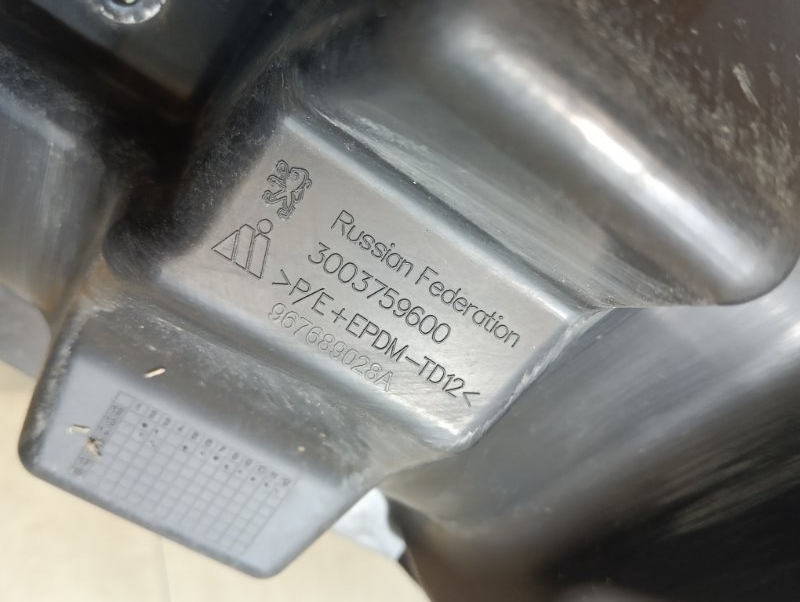 Russian Federation
3003759600
>P/E+EPDM-TD12<
967689028A